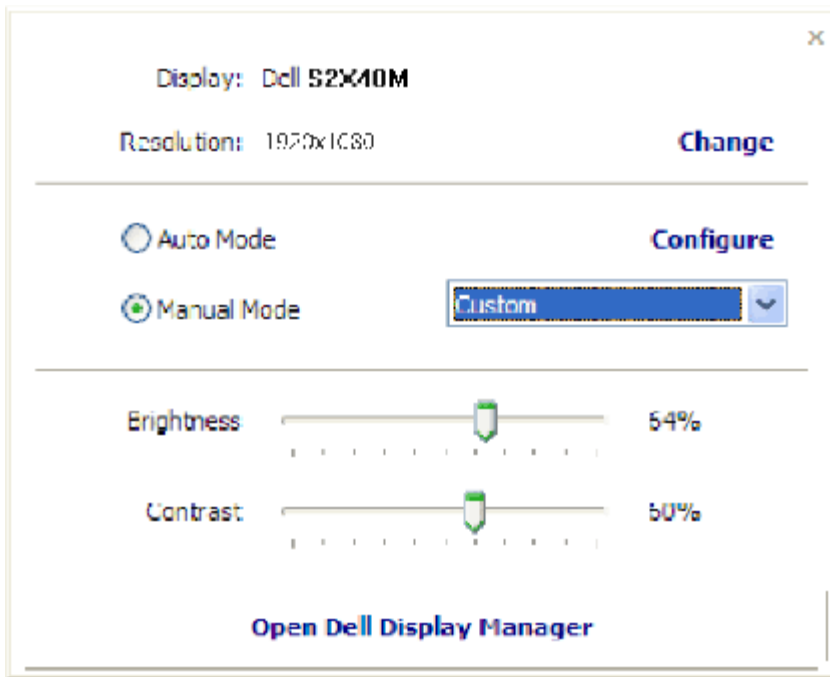 Display: Dell S2X40M
Resolution: 1920x1080 Change
Auto Mode Configure
Manual Mode Custom
Brightness 64%
Contrast 60%
Open Dell Display Manager